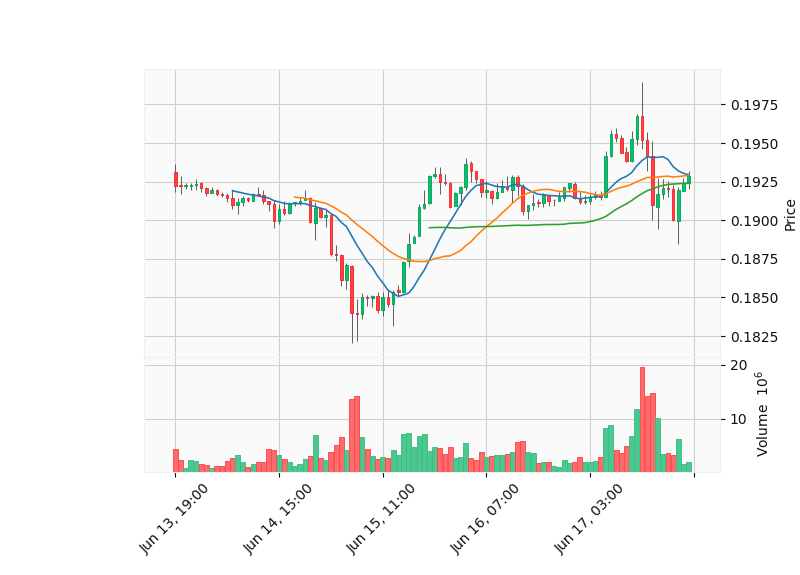 0.1975
0.1950
0.1925
0.1900
0.1875
0.1850
0.1825
Price
20
10
Volume 10^6
Jun 13, 19:00
Jun 14, 15:00
Jun 15, 11:00
Jun 16, 07:00
Jun 17, 03:00